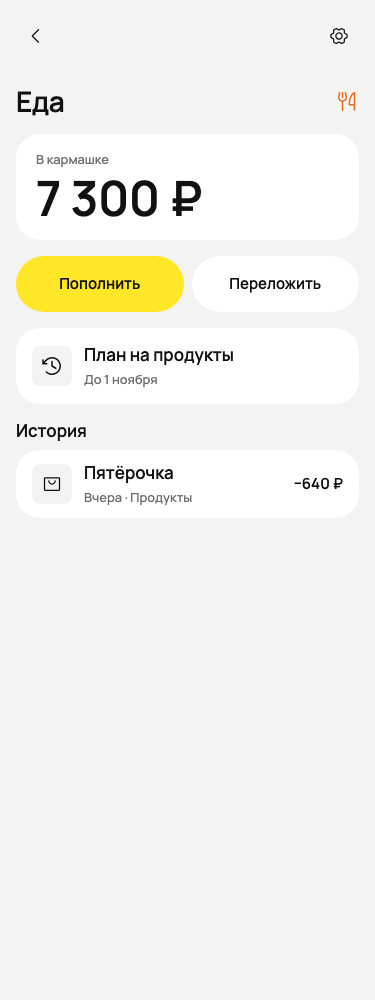 Еда
В кармашке
7 300 ₽
Пополнить
Переложить
План на продукты
До 1 ноября
История
Пятёрочка
−640 ₽
Вчера · Продукты